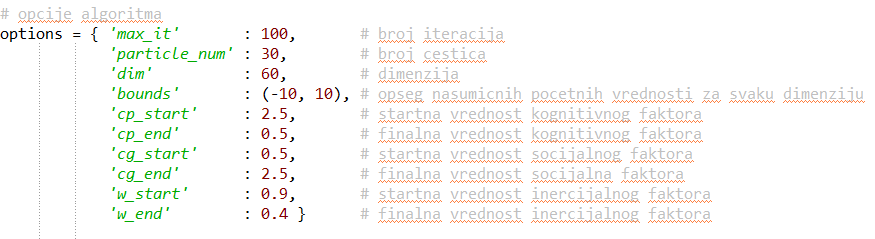 # opcije algoritma
options = { 'max_it' : 100, # broj iteracija
'particle_num' : 30, # broj cestica
'dim' : 60, # dimenzija
'bounds' : (-10, 10), # opseg nasumicnih pocetnih vrednosti za svaku dimenziju
'cp_start' : 2.5, # startna vrednost kognitivnog faktora
'cp_end' : 0.5, # finalna vrednost kognitivnog faktora
'cg_start' : 0.5, # startna vrednost socijalnog faktora
'cg_end' : 2.5, # finalna vrednost socijalna faktora
'w_start' : 0.9, # startna vrednost inercijalnog faktora
'w_end' : 0.4 } # finalna vrednost inercijalnog faktora